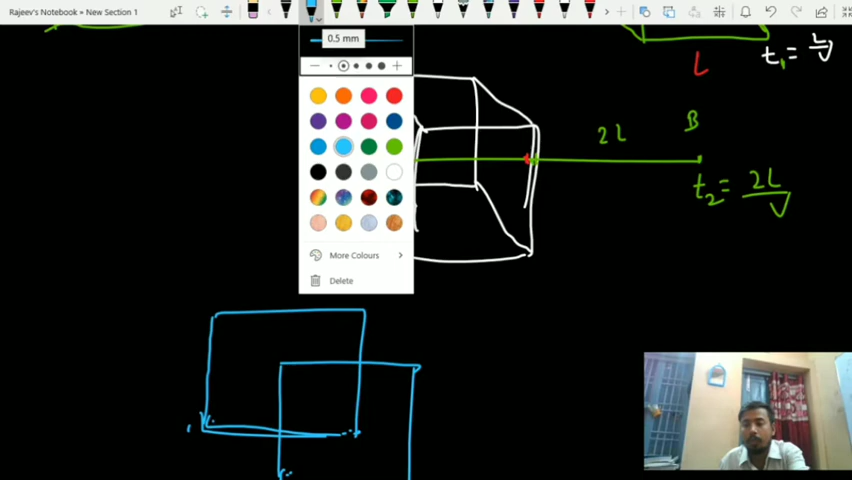 Rajeev's Notebook » New Section 1
0.5 mm
t₁ = L/V
L
2L
B
t₂ = 2L/V
More Colours
Delete